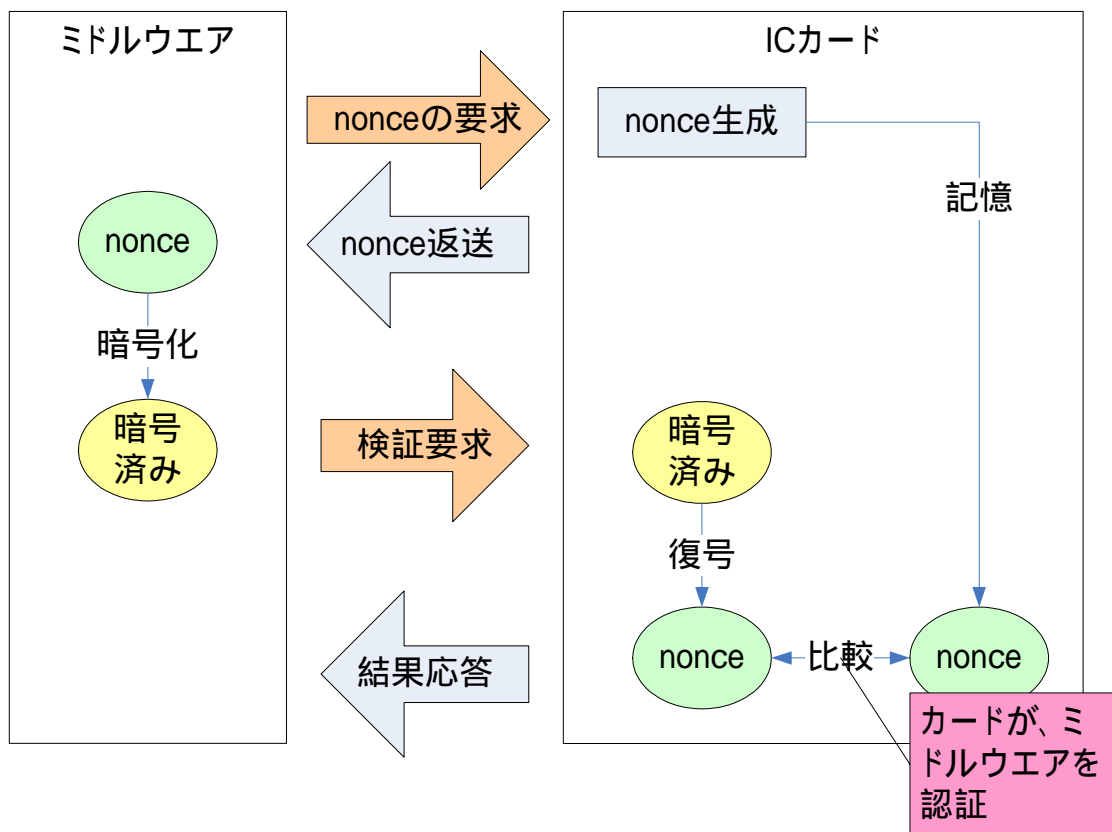 ミドルウエア
ICカード
nonceの要求
nonce生成
記憶
nonce
nonce返送
暗号化
暗号
済み
検証要求
暗号
済み
復号
結果応答
nonce
比較
nonce
カードが、ミ
ドルウエアを
認証